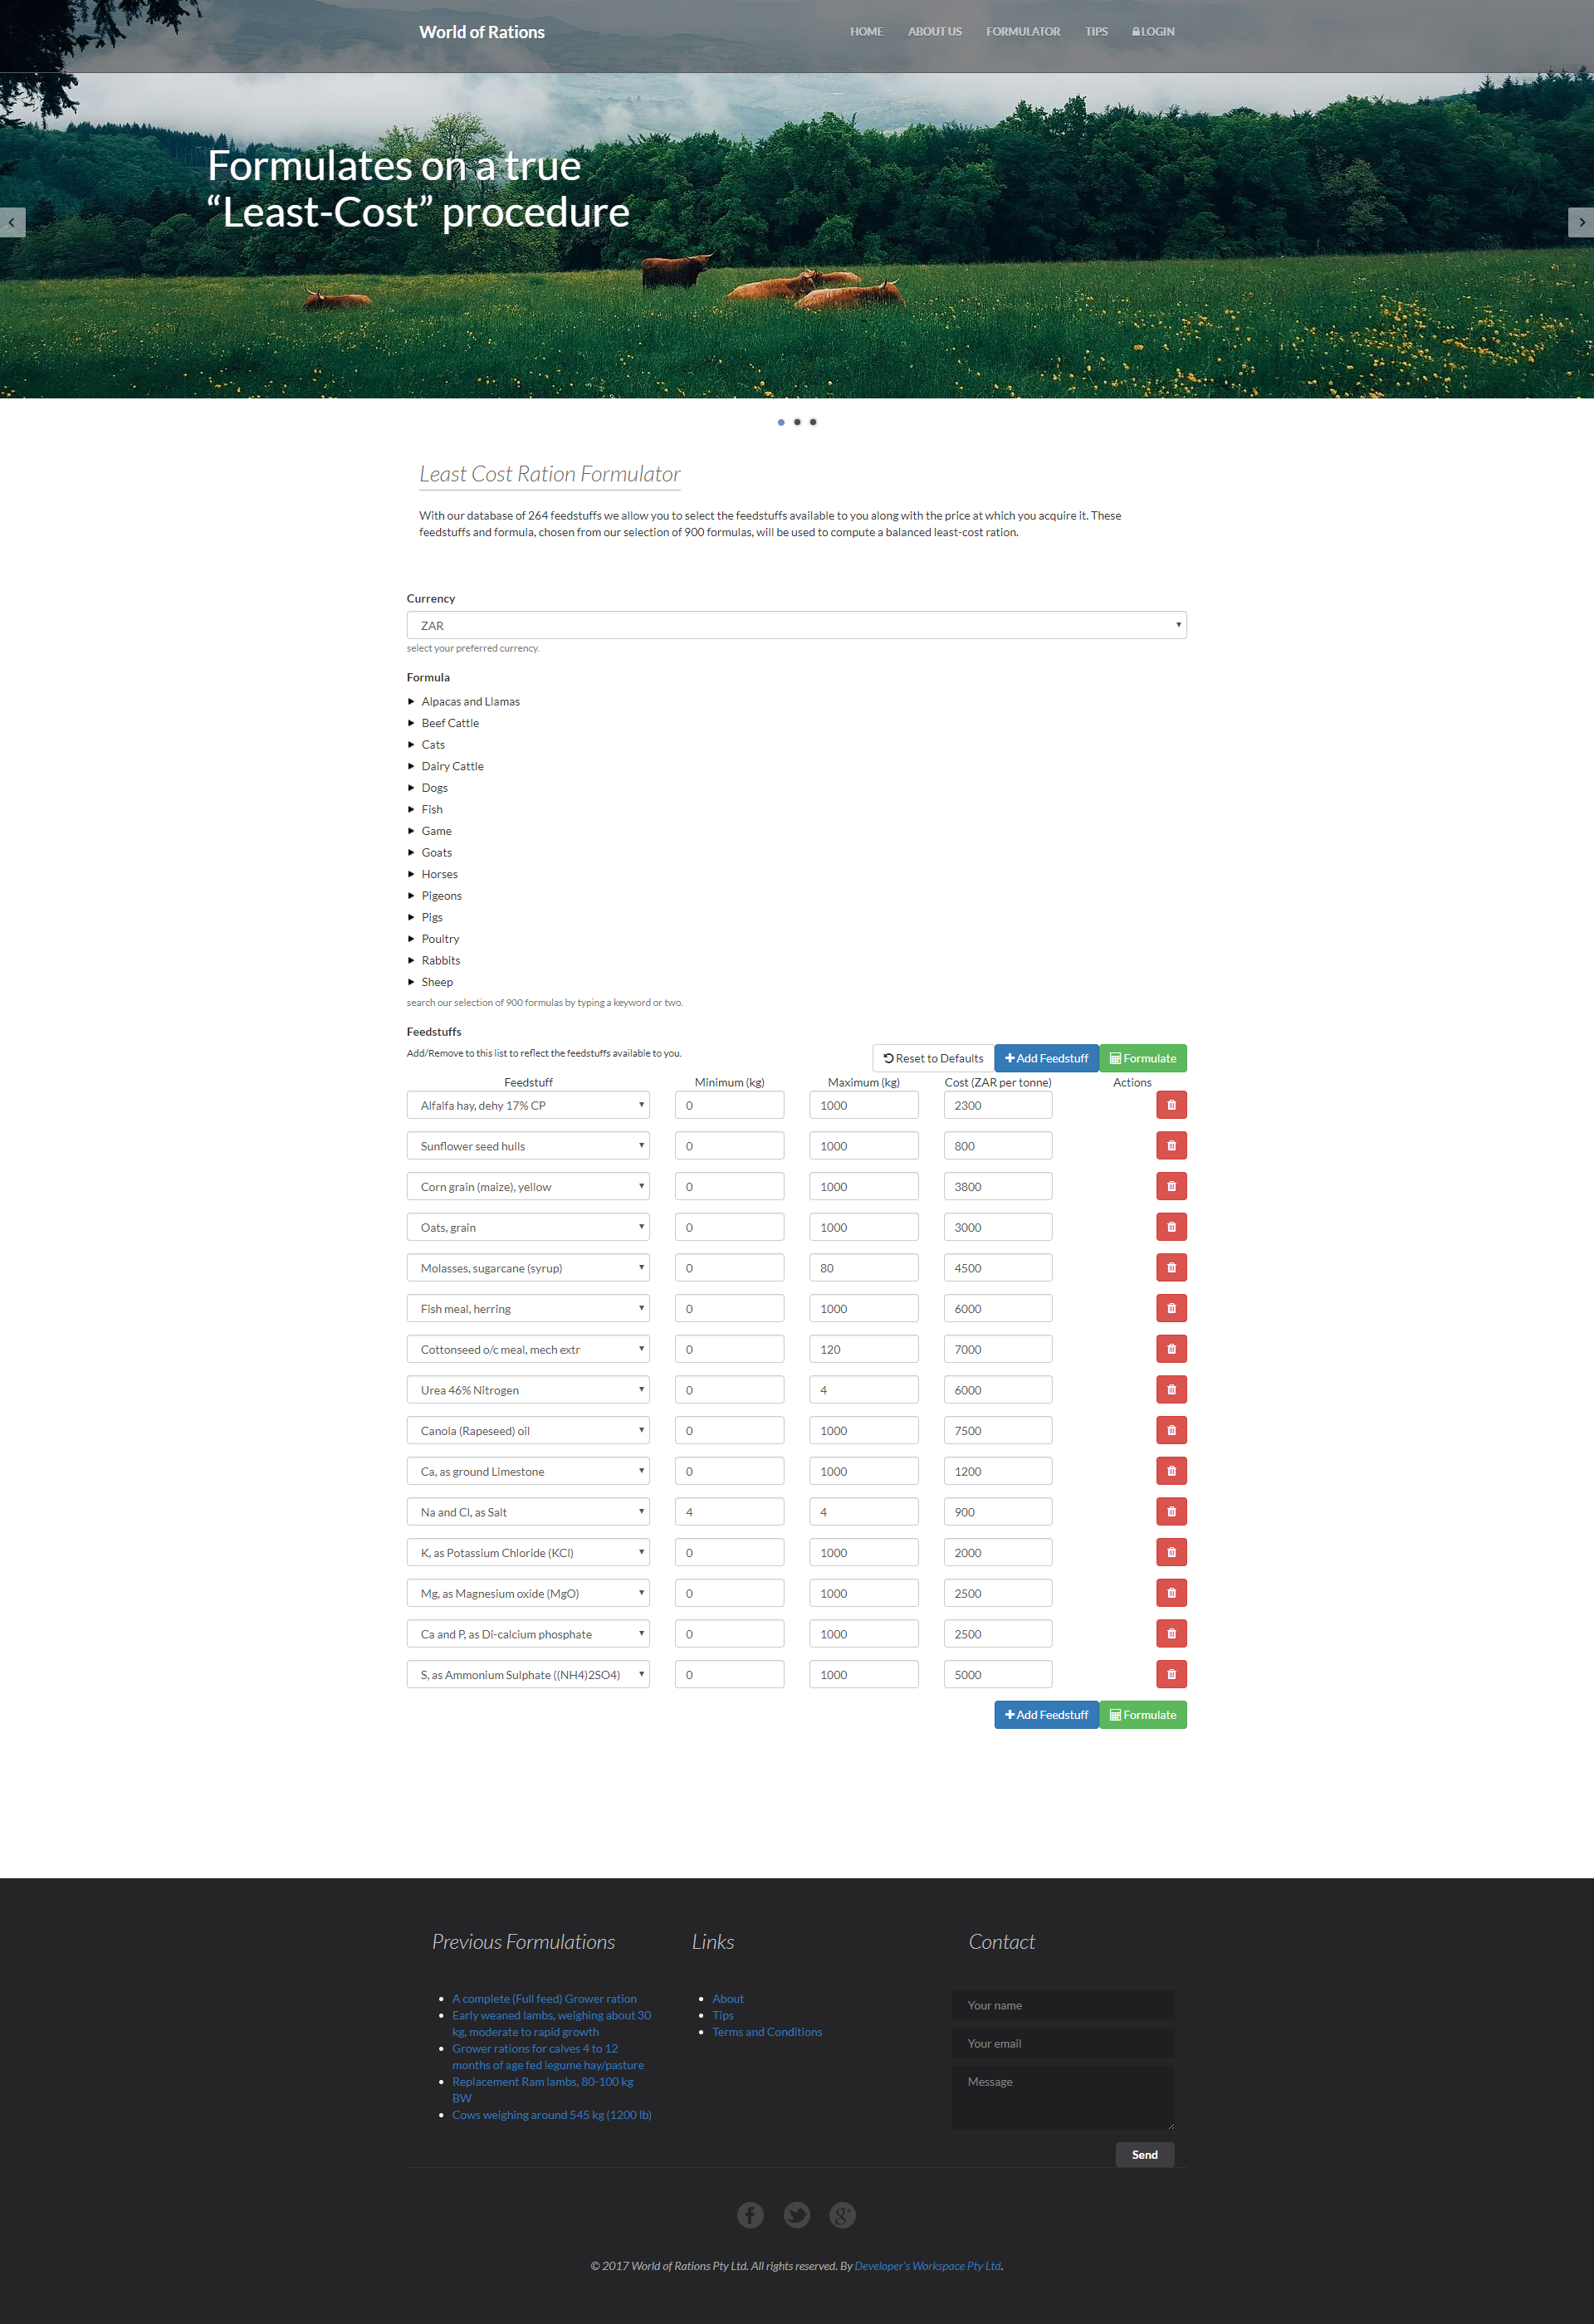 World of Rations
HOME ABOUT US FORMULATOR TIPS LOGIN
Formulates on a true
“Least-Cost” procedure
Least Cost Ration Formulator
With our database of 264 feedstuffs we allow you to select the feedstuffs available to you along with the price at which you acquire it. These
feedstuffs and formula, chosen from our selection of 900 formulas, will be used to compute a balanced least-cost ration.
Currency
ZAR
select your preferred currency.
Formula
Alpacas and Llamas
Beef Cattle
Cats
Dairy Cattle
Dogs
Fish
Game
Goats
Horses
Pigeons
Pigs
Poultry
Rabbits
Sheep
search our selection of 900 formulas by typing a keyword or two.
Feedstuffs
Add/Remove to this list to reflect the feedstuffs available to you.
Reset to Defaults Add Feedstuff Formulate
Feedstuff Minimum (kg) Maximum (kg) Cost (ZAR per tonne) Actions
Alfalfa hay, dehy 17% CP 0 1000 2300
Sunflower seed hulls 0 1000 800
Corn grain (maize), yellow 0 1000 3800
Oats, grain 0 1000 3000
Molasses, sugarcane (syrup) 0 80 4500
Fish meal, herring 0 1000 6000
Cottonseed o/c meal, mech extr 0 120 7000
Urea 46% Nitrogen 0 4 6000
Canola (Rapeseed) oil 0 1000 7500
Ca, as ground Limestone 0 1000 1200
Na and Cl, as Salt 4 4 900
K, as Potassium Chloride (KCl) 0 1000 2000
Mg, as Magnesium oxide (MgO) 0 1000 2500
Ca and P, as Di-calcium phosphate 0 1000 2500
S, as Ammonium Sulphate ((NH4)2SO4) 0 1000 5000
Add Feedstuff Formulate
Previous Formulations
A complete (Full feed) Grower ration
Early weaned lambs, weighing about 30
kg, moderate to rapid growth
Grower rations for calves 4 to 12
months of age fed legume hay/pasture
Replacement Ram lambs, 80-100 kg
BW
Cows weighing around 545 kg (1200 lb)
Links
About
Tips
Terms and Conditions
Contact
Your name
Your email
Message
Send
© 2017 World of Rations Pty Ltd. All rights reserved. By Developer's Workspace Pty Ltd.